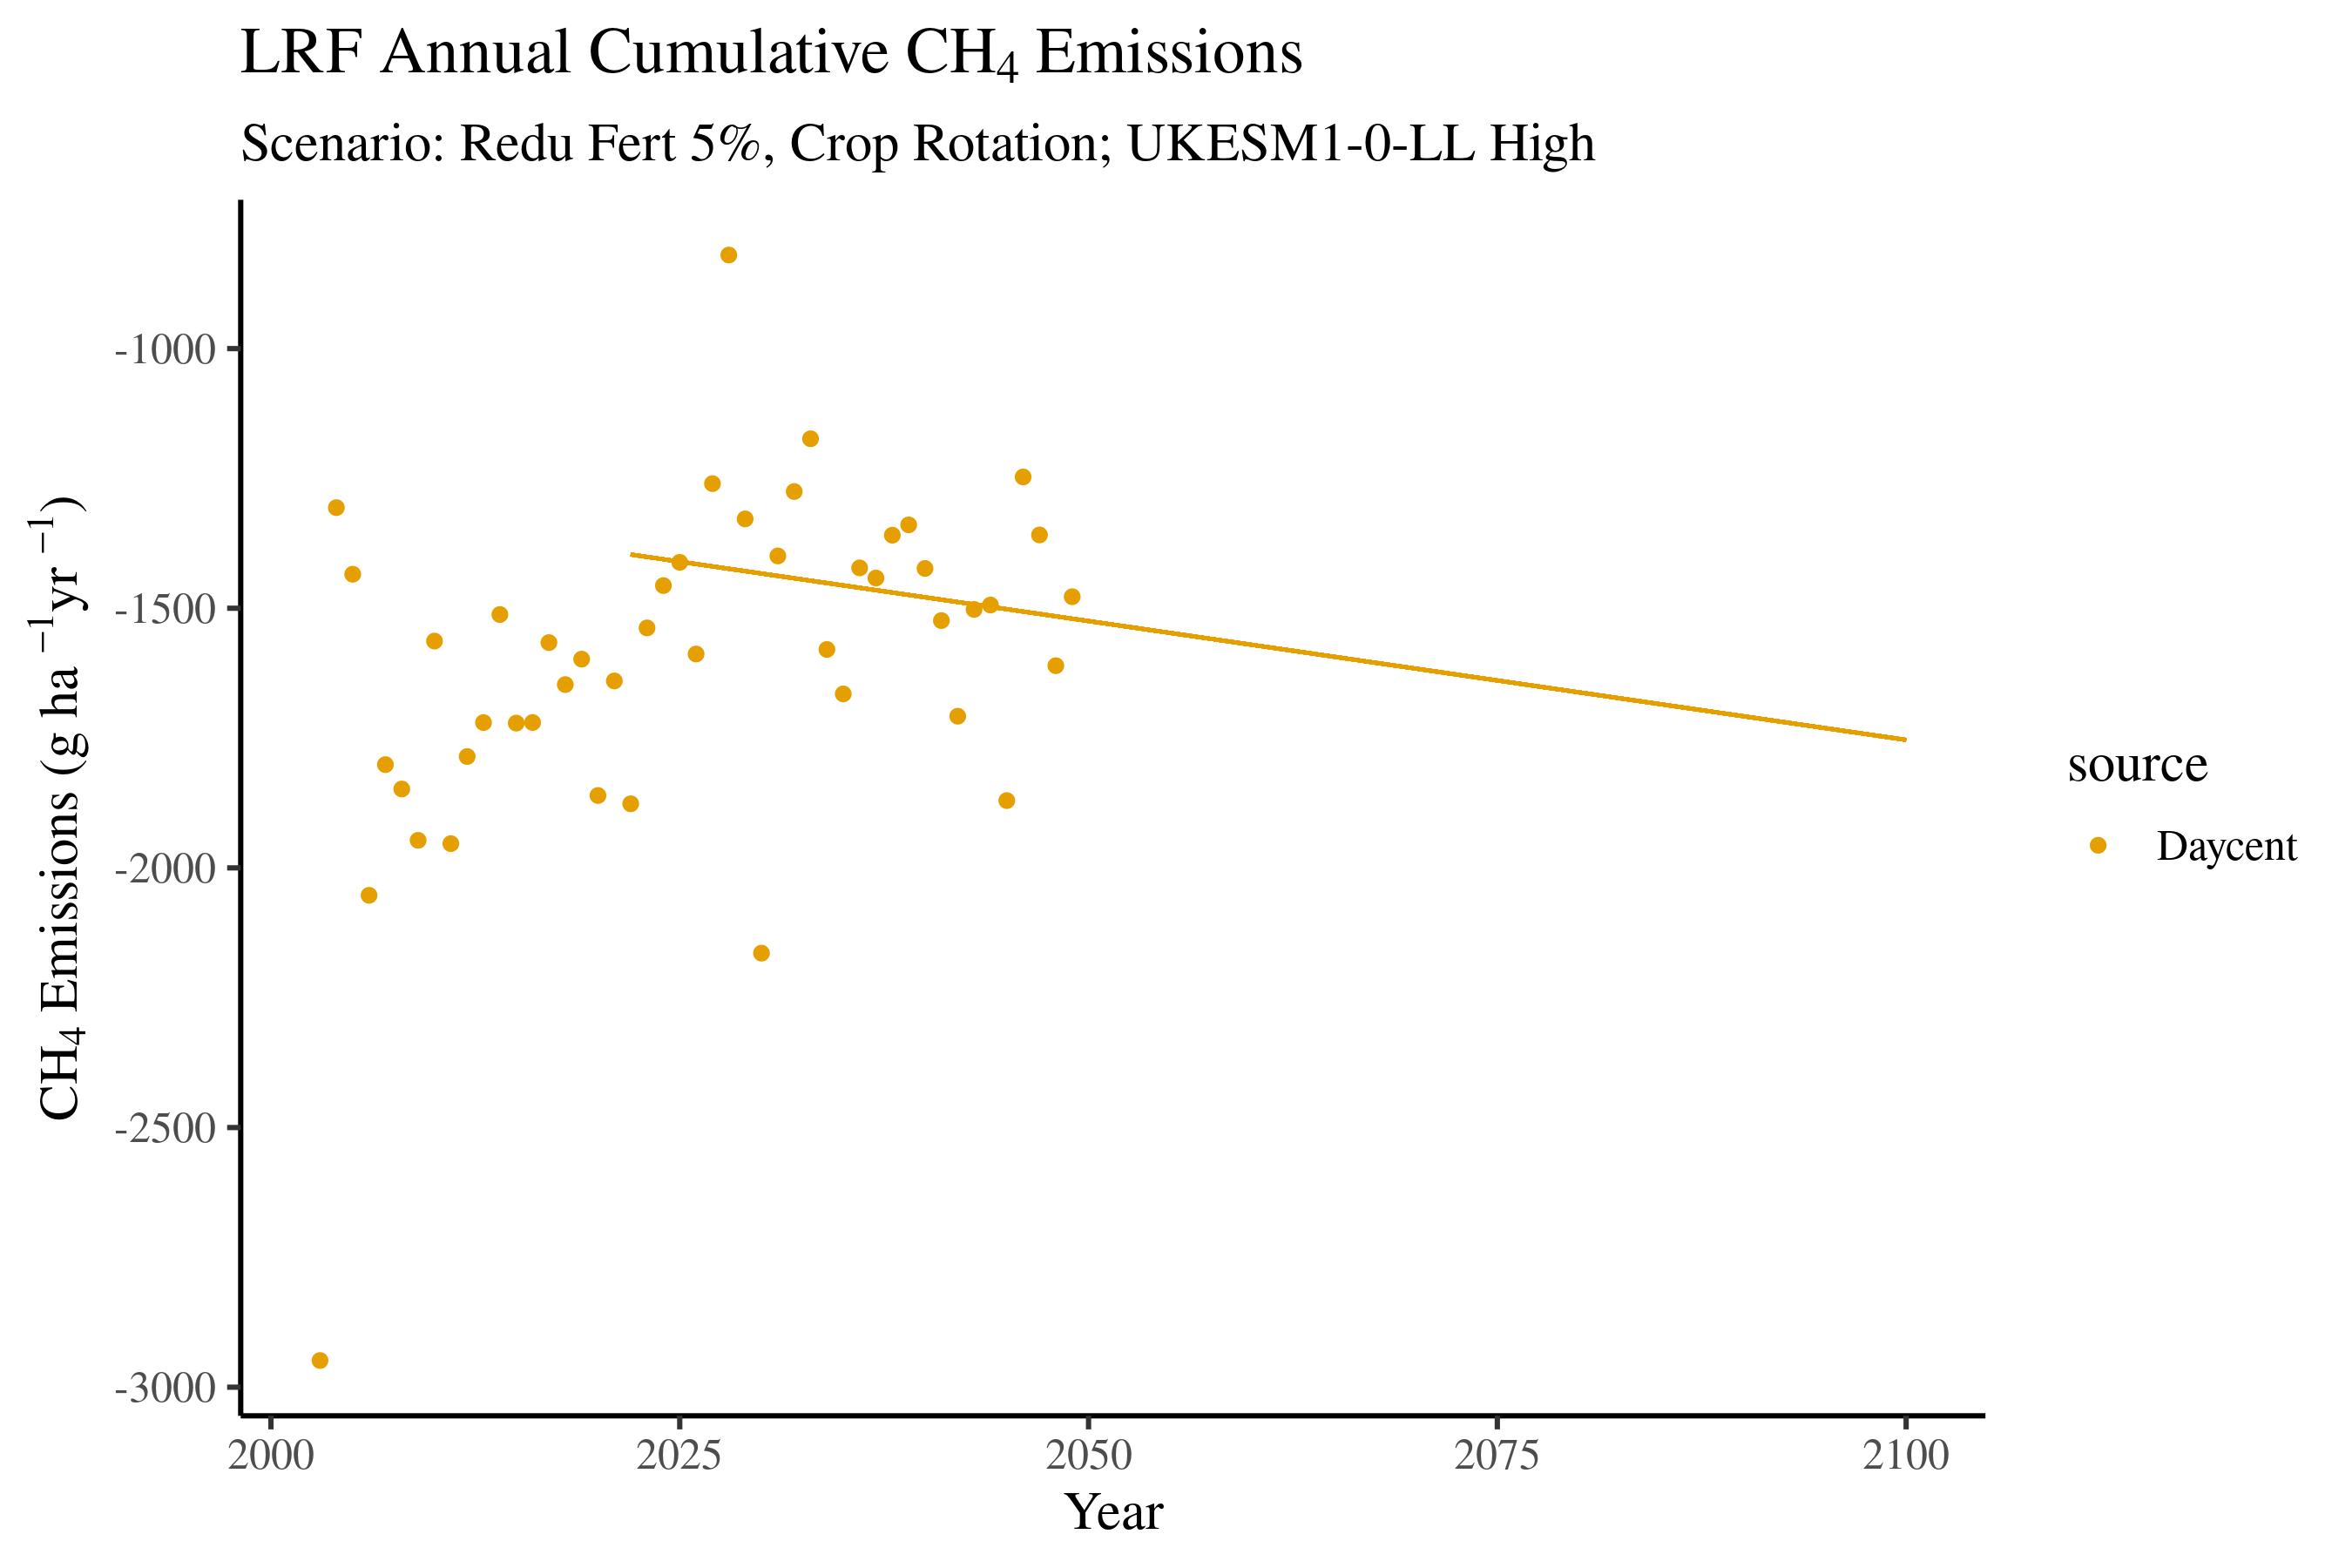 LRF Annual Cumulative CH₄ Emissions
Scenario: Redu Fert 5%, Crop Rotation; UKESM1-0-LL High
CH₄ Emissions (g ha ⁻¹yr ⁻¹)
-1000
-1500
-2000
-2500
-3000
2000 2025 2050 2075 2100
Year
source
Daycent